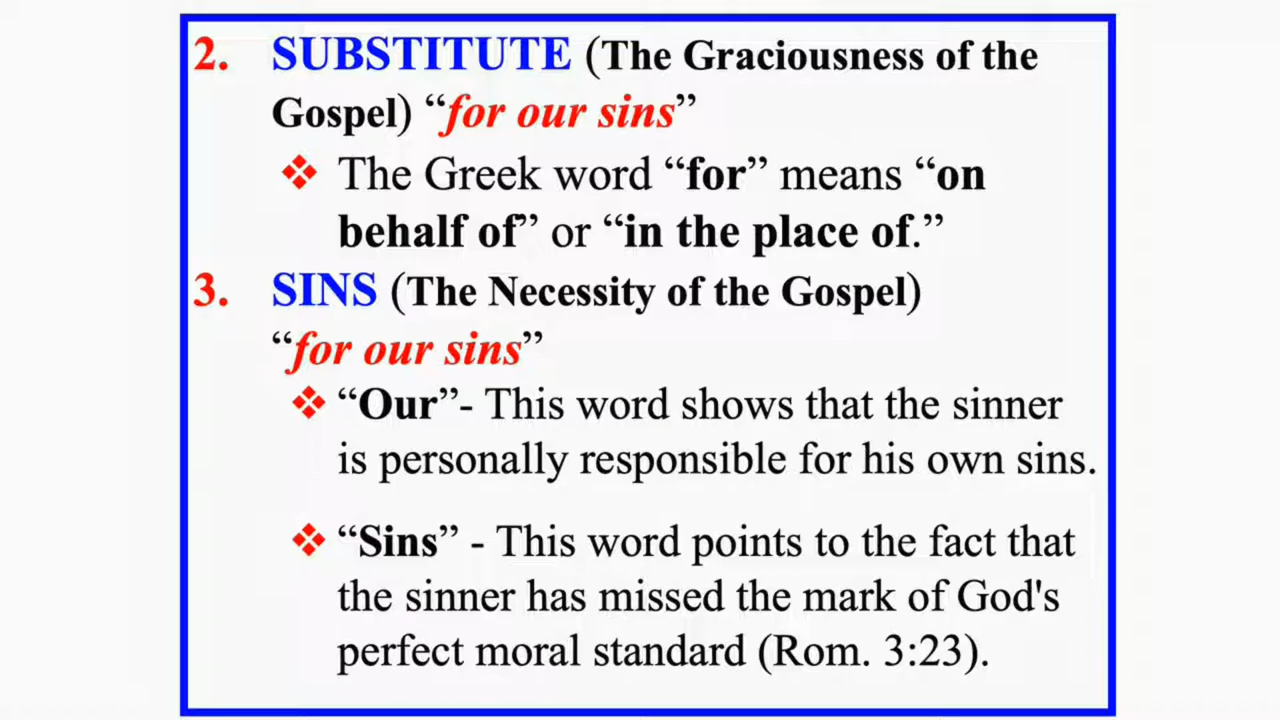 2. SUBSTITUTE (The Graciousness of the
Gospel) “for our sins”
❖ The Greek word “for” means “on
behalf of” or “in the place of.”
3. SINS (The Necessity of the Gospel)
“for our sins”
❖ “Our”- This word shows that the sinner
is personally responsible for his own sins.
❖ “Sins” - This word points to the fact that
the sinner has missed the mark of God's
perfect moral standard (Rom. 3:23).